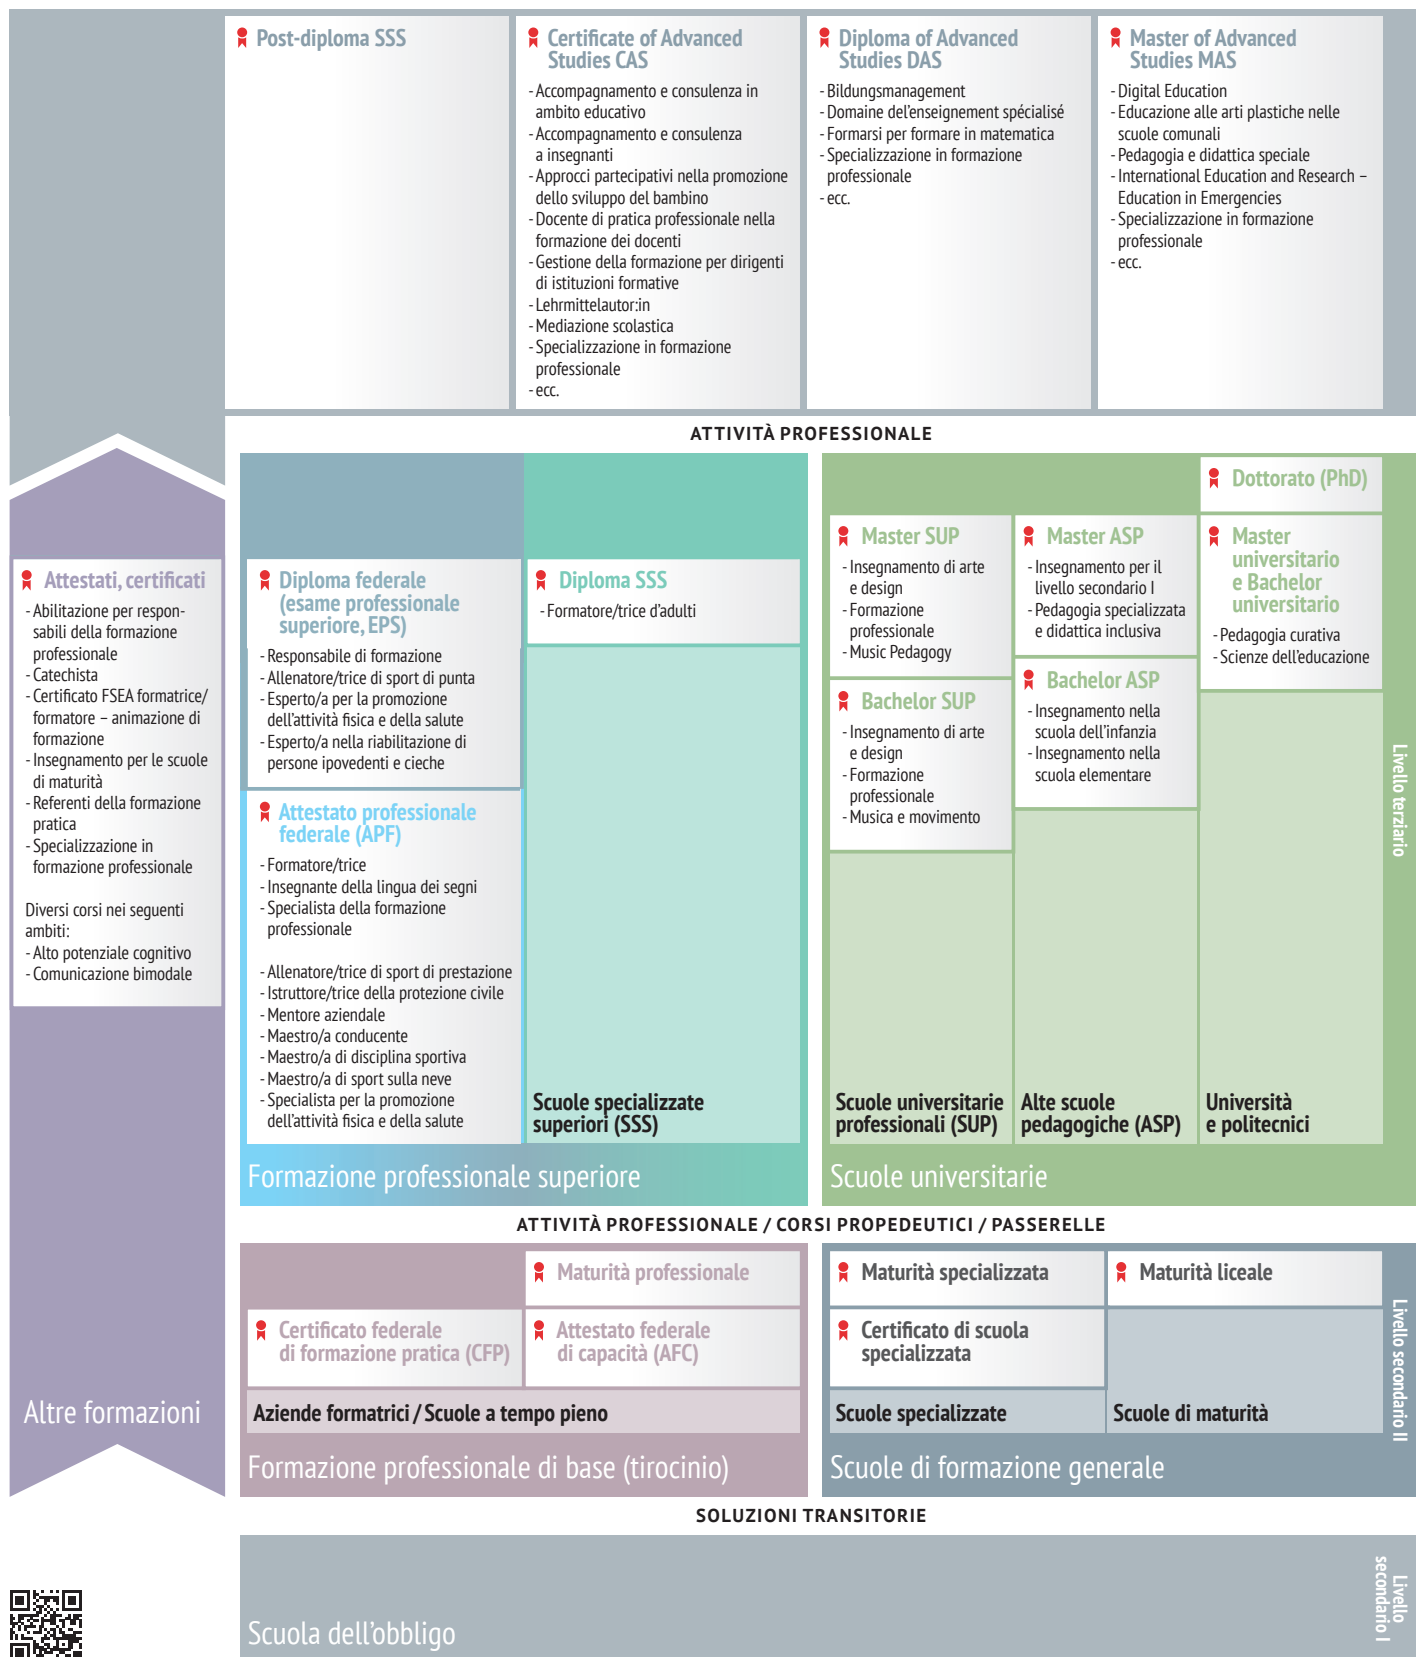 Post-diploma SSS
Certificate of Advanced
Studies CAS
- Accompagnamento e consulenza in
ambito educativo
- Accompagnamento e consulenza
a insegnanti
- Approcci partecipativi nella promozione
dello sviluppo del bambino
- Docente di pratica professionale nella
formazione dei docenti
- Gestione della formazione per dirigenti
di istituzioni formative
- Lehrmittelautor:in
- Mediazione scolastica
- Specializzazione in formazione
professionale
- ecc.
Diploma of Advanced
Studies DAS
- Bildungsmanagement
- Domaine del'enseignement spécialisé
- Formarsi per formare in matematica
- Specializzazione in formazione
professionale
- ecc.
Master of Advanced
Studies MAS
- Digital Education
- Educazione alle arti plastiche nelle
scuole comunali
- Pedagogia e didattica speciale
- International Education and Research –
Education in Emergencies
- Specializzazione in formazione
professionale
- ecc.
ATTIVITÀ PROFESSIONALE
Attestati, certificati
- Abilitazione per respon-
sabili della formazione
professionale
- Catechista
- Certificato FSEA formatrice/
formatore – animazione di
formazione
- Insegnamento per le scuole
di maturità
- Referenti della formazione
pratica
- Specializzazione in
formazione professionale
Diversi corsi nei seguenti
ambiti:
- Alto potenziale cognitivo
- Comunicazione bimodale
Altre formazioni
Diploma federale
(esame professionale
superiore, EPS)
- Responsabile di formazione
- Allenatore/trice di sport di punta
- Esperto/a per la promozione
dell'attività fisica e della salute
- Esperto/a nella riabilitazione di
persone ipovedenti e cieche
Attestato professionale
federale (APF)
- Formatore/trice
- Insegnante della lingua dei segni
- Specialista della formazione
professionale
- Allenatore/trice di sport di prestazione
- Istruttore/trice della protezione civile
- Mentore aziendale
- Maestro/a conducente
- Maestro/a di disciplina sportiva
- Maestro/a di sport sulla neve
- Specialista per la promozione
dell'attività fisica e della salute
Diploma SSS
- Formatore/trice d'adulti
Scuole specializzate
superiori (SSS)
Formazione professionale superiore
Master SUP
- Insegnamento di arte
e design
- Formazione
professionale
- Music Pedagogy
Bachelor SUP
- Insegnamento di arte
e design
- Formazione
professionale
- Musica e movimento
Scuole universitarie
professionali (SUP)
Master ASP
- Insegnamento per il
livello secondario I
- Pedagogia specializzata
e didattica inclusiva
Bachelor ASP
- Insegnamento nella
scuola dell'infanzia
- Insegnamento nella
scuola elementare
Alte scuole
pedagogiche (ASP)
Dottorato (PhD)
Master
universitario
e Bachelor
universitario
- Pedagogia curativa
- Scienze dell'educazione
Università
e politecnici
Scuole universitarie
Livello terziario
ATTIVITÀ PROFESSIONALE / CORSI PROPEDEUTICI / PASSERELLE
Maturità professionale
Certificato federale
di formazione pratica (CFP)
Attestato federale
di capacità (AFC)
Aziende formatrici / Scuole a tempo pieno
Formazione professionale di base (tirocinio)
Maturità specializzata
Maturità liceale
Certificato di scuola
specializzata
Scuole specializzate
Scuole di maturità
Scuole di formazione generale
Livello secondario II
SOLUZIONI TRANSITORIE
Scuola dell'obbligo
Livello
secondario I